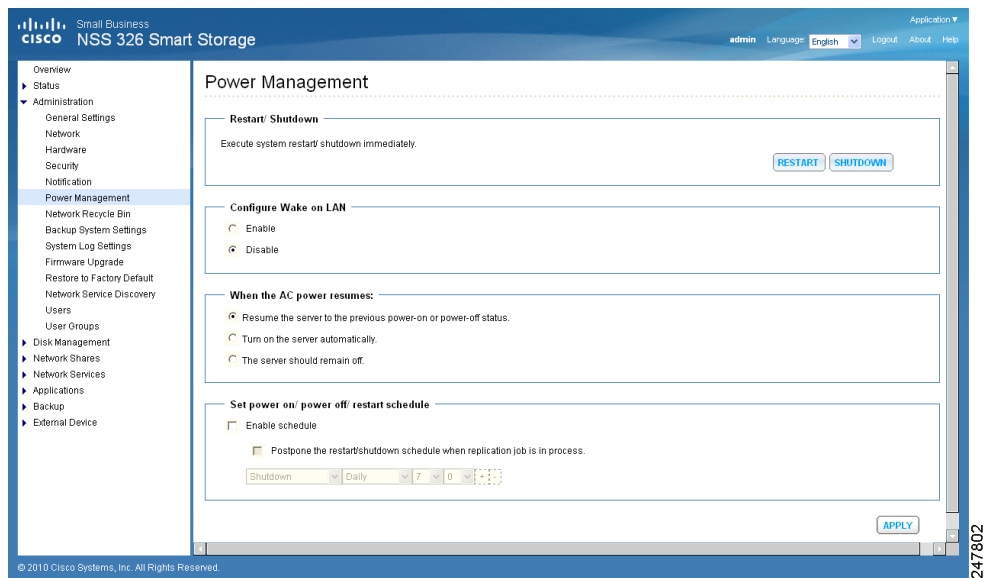 Application
Small Business
CISCO NSS 326 Smart Storage
admin Language: English Logout About Help
Overview
Status
Administration
General Settings
Network
Hardware
Security
Notification
Power Management
Network Recycle Bin
Backup System Settings
System Log Settings
Firmware Upgrade
Restore to Factory Default
Network Service Discovery
Users
User Groups
Disk Management
Network Shares
Network Services
Applications
Backup
External Device
Power Management
Restart/ Shutdown
Execute system restart/ shutdown immediately.
RESTART SHUTDOWN
Configure Wake on LAN
Enable
Disable
When the AC power resumes:
Resume the server to the previous power-on or power-off status.
Turn on the server automatically.
The server should remain off.
Set power on/ power off/ restart schedule
Enable schedule
Postpone the restart/shutdown schedule when replication job is in process.
Shutdown Daily 7 0 + -
APPLY
© 2010 Cisco Systems, Inc. All Rights Reserved.
247802